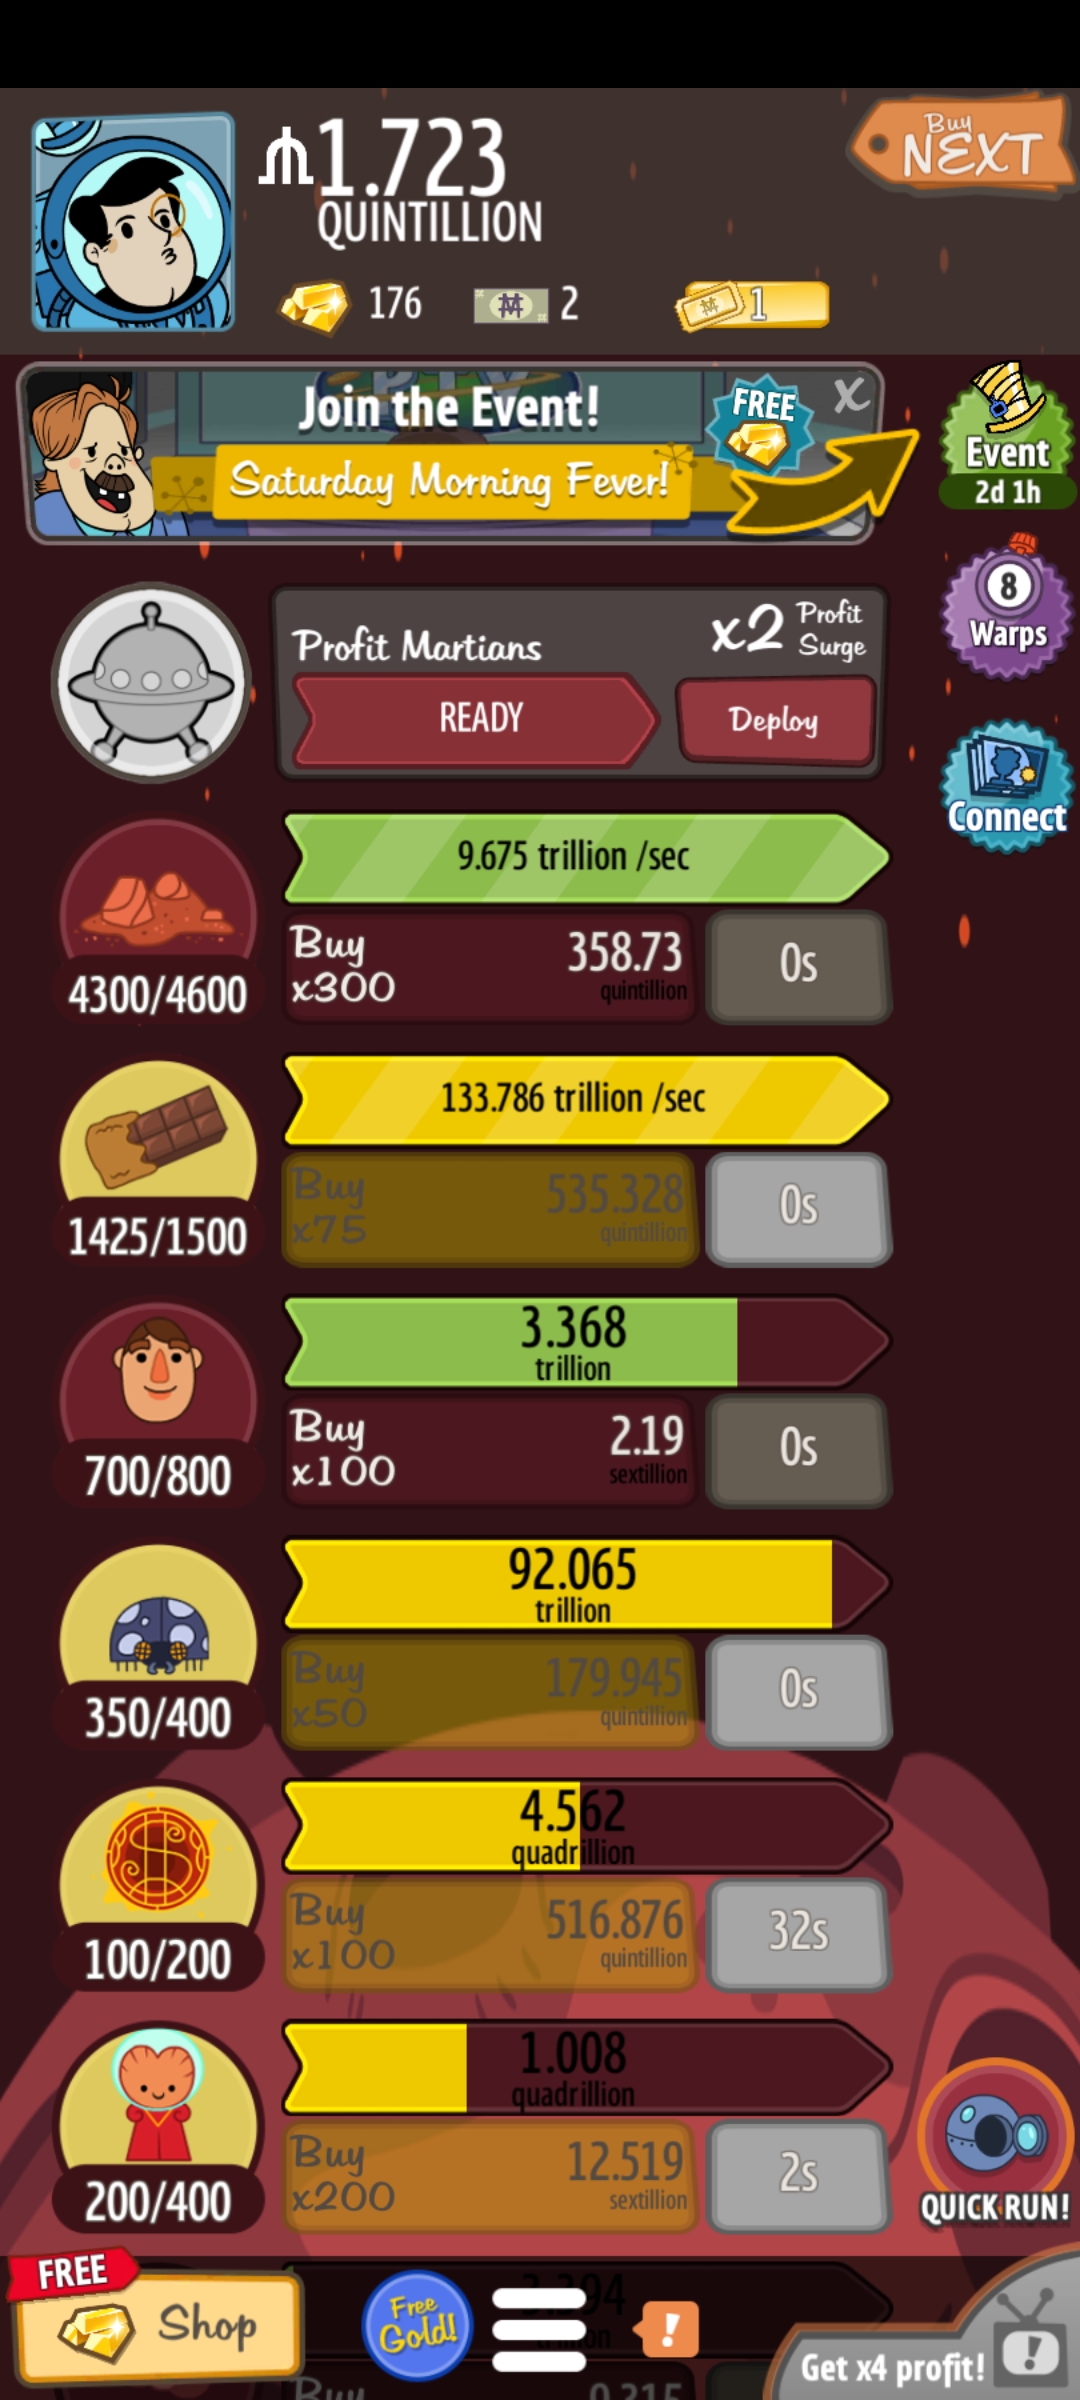 1.723
QUINTILLION
Buy
NEXT
176
2
1
Join the Event!
Saturday Morning Fever!
FREE
X
Event
2d 1h
8
Warps
Connect
Profit Martians
x2 Profit Surge
READY
Deploy
9.675 trillion /sec
Buy
x300
358.73
quintillion
0s
4300/4600
133.786 trillion /sec
Buy
x75
535.328
quintillion
0s
1425/1500
3.368
trillion
Buy
x100
2.19
sextillion
0s
700/800
92.065
trillion
Buy
x50
179.945
quintillion
0s
350/400
4.562
quadrillion
Buy
x100
516.876
quintillion
32s
100/200
1.008
quadrillion
Buy
x200
12.519
sextillion
2s
200/400
QUICK RUN!
FREE
Shop
Free
Gold!
!
Get x4 profit!
!
Buy